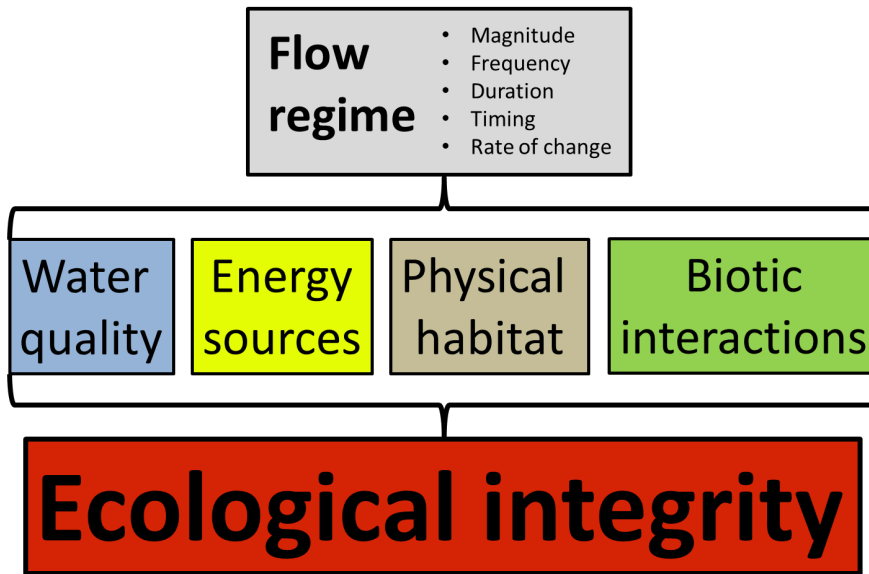 Flow
regime
• Magnitude
• Frequency
• Duration
• Timing
• Rate of change
Water
quality
Energy
sources
Physical
habitat
Biotic
interactions
Ecological integrity